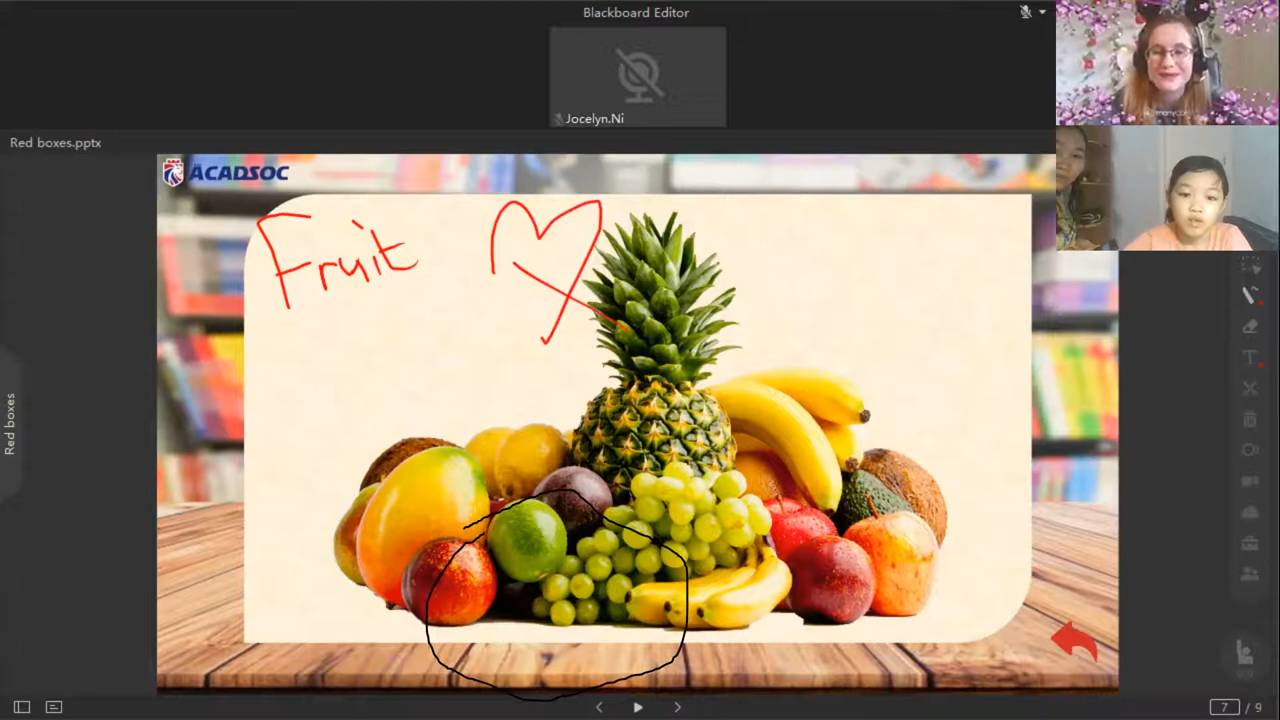 Blackboard Editor
Jocelyn.Ni
Red boxes.pptx
ACADSOC
Fruit
Red boxes
7 / 9